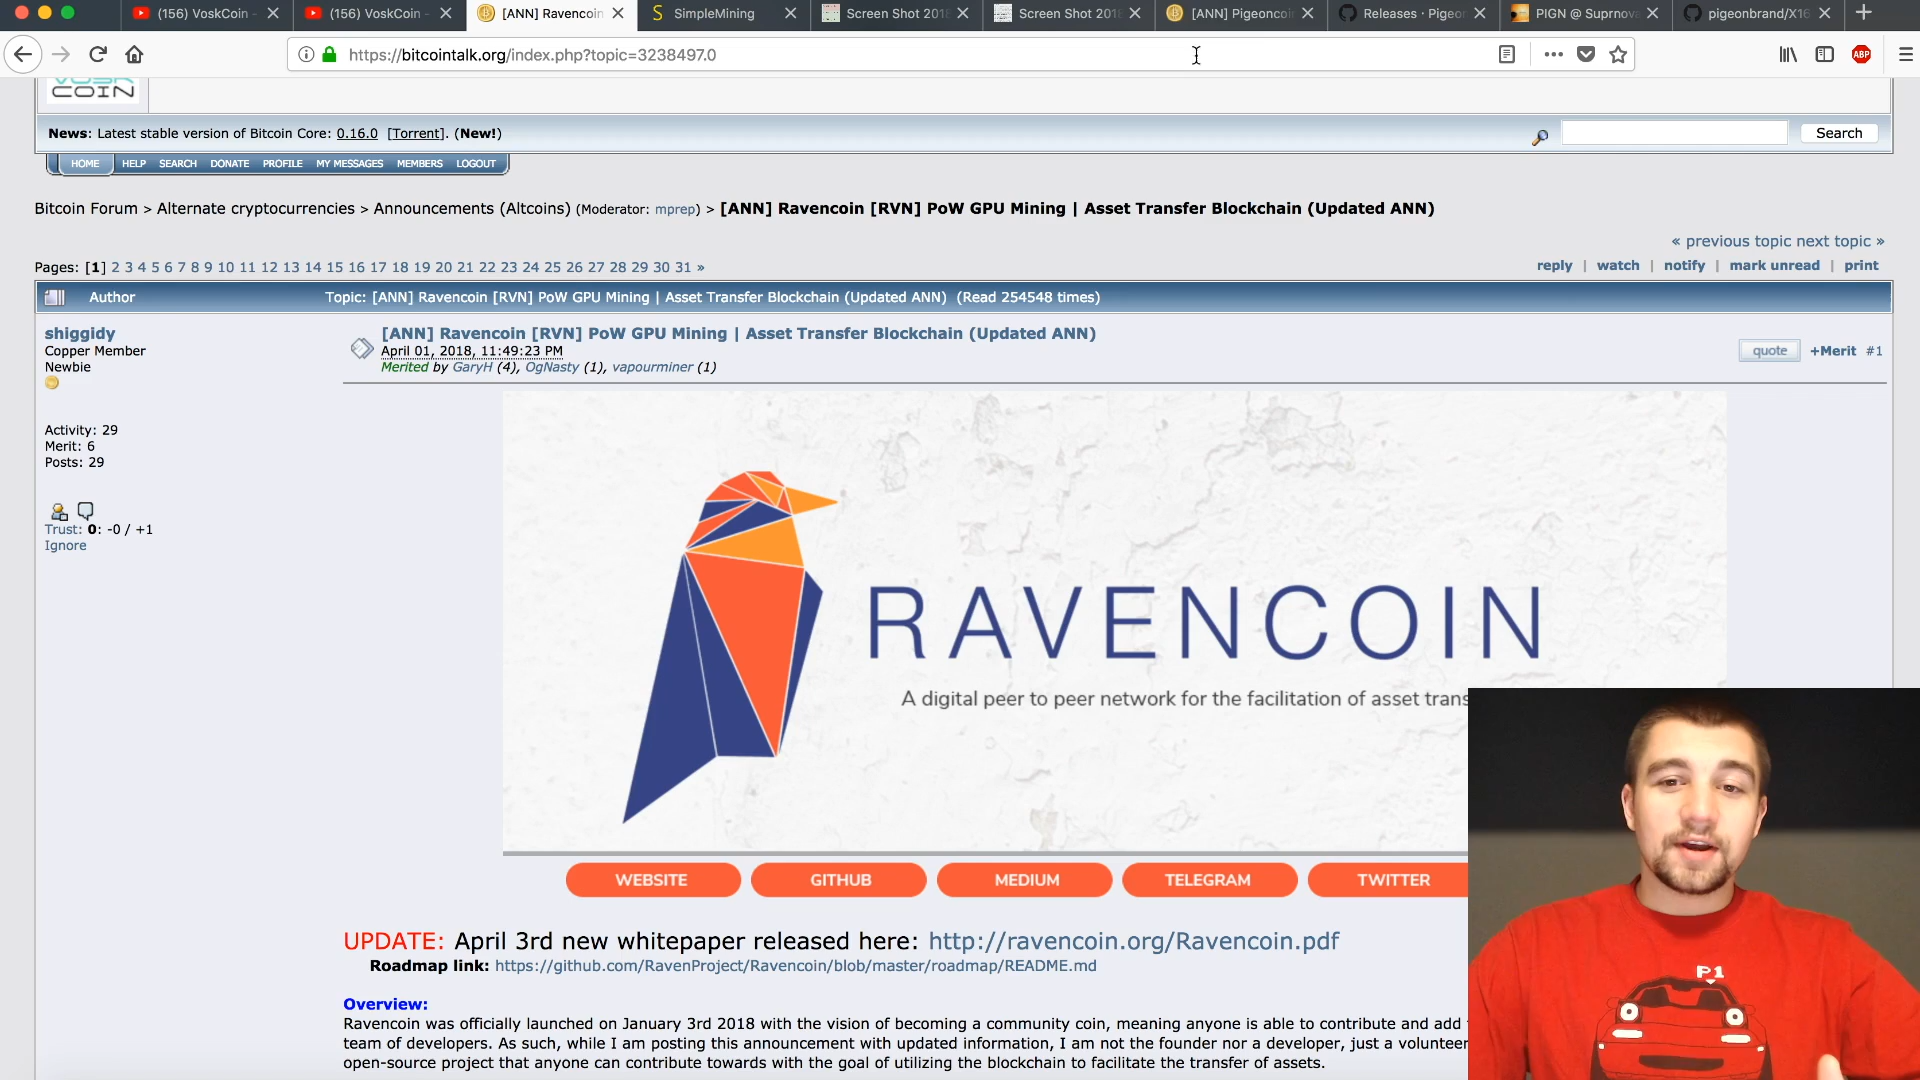 (156) VoskCoin -
(156) VoskCoin -
[ANN] Ravencoin
SimpleMining
Screen Shot 201
Screen Shot 201
[ANN] Pigeoncoi
Releases · Pigeo
PIGN @ Suprnova
pigeonbrand/X16
https://bitcointalk.org/index.php?topic=3238497.0
ABP
VOSK
COIN
News: Latest stable version of Bitcoin Core: 0.16.0 [Torrent]. (New!)
Search
HOME HELP SEARCH DONATE PROFILE MY MESSAGES MEMBERS LOGOUT
Bitcoin Forum > Alternate cryptocurrencies > Announcements (Altcoins) (Moderator: mprep) > [ANN] Ravencoin [RVN] PoW GPU Mining | Asset Transfer Blockchain (Updated ANN)
« previous topic next topic »
Pages: [1] 2 3 4 5 6 7 8 9 10 11 12 13 14 15 16 17 18 19 20 21 22 23 24 25 26 27 28 29 30 31 »
reply | watch | notify | mark unread | print
Author
Topic: [ANN] Ravencoin [RVN] PoW GPU Mining | Asset Transfer Blockchain (Updated ANN) (Read 254548 times)
shiggidy
Copper Member
Newbie
Activity: 29
Merit: 6
Posts: 29
Trust: 0: -0 / +1
Ignore
[ANN] Ravencoin [RVN] PoW GPU Mining | Asset Transfer Blockchain (Updated ANN)
April 01, 2018, 11:49:23 PM
Merited by GaryH (4), OgNasty (1), vapourminer (1)
quote +Merit #1
RAVENCOIN
A digital peer to peer network for the facilitation of asset trans
WEBSITE
GITHUB
MEDIUM
TELEGRAM
TWITTER
UPDATE: April 3rd new whitepaper released here: http://ravencoin.org/Ravencoin.pdf
Roadmap link: https://github.com/RavenProject/Ravencoin/blob/master/roadmap/README.md
Overview:
Ravencoin was officially launched on January 3rd 2018 with the vision of becoming a community coin, meaning anyone is able to contribute and add
team of developers. As such, while I am posting this announcement with updated information, I am not the founder nor a developer, just a volunteer
open-source project that anyone can contribute towards with the goal of utilizing the blockchain to facilitate the transfer of assets.
P1